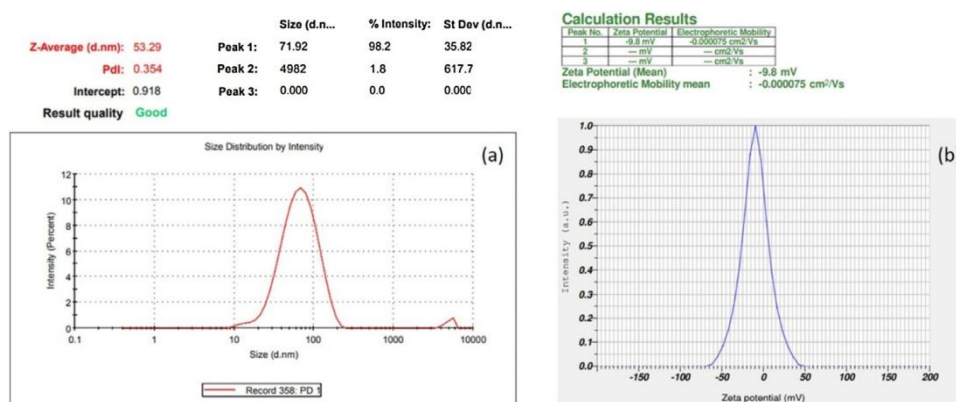 Size (d.n... % Intensity: St Dev (d.n...
Z-Average (d.nm): 53.29 Peak 1: 71.92 98.2 35.82
PdI: 0.354 Peak 2: 4982 1.8 617.7
Intercept: 0.918 Peak 3: 0.000 0.0 0.000
Result quality Good
Size Distribution by Intensity
(a)
Intensity (Percent)
12
10
8
6
4
2
0
0.1 1 10 100 1000 10000
Size (d.nm)
Record 358: PD 1
Calculation Results
Peak No. Zeta Potential Electrophoretic Mobility
1 -9.8 mV -0.000075 cm2/Vs
2 --- mV --- cm2/Vs
3 --- mV --- cm2/Vs
Zeta Potential (Mean) : -9.8 mV
Electrophoretic Mobility mean : -0.000075 cm²/Vs
(b)
Intensity (a.u.)
1.0
0.9
0.8
0.7
0.6
0.5
0.4
0.3
0.2
0.1
0.0
-150 -100 -50 0 50 100 150 200
Zeta potential (mV)